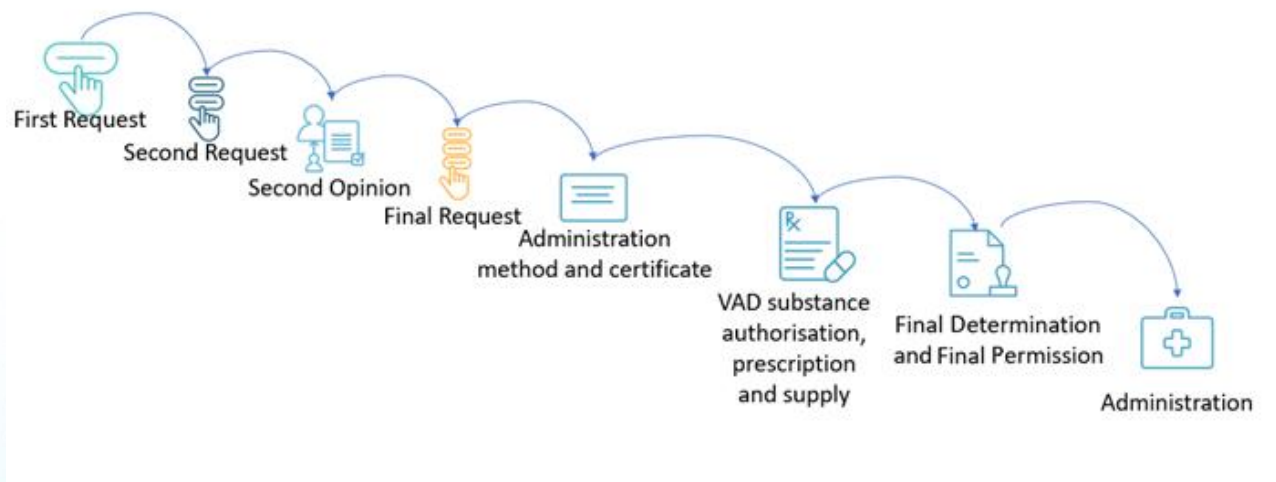 First Request
Second Request
Second Opinion
Final Request
Administration
method and certificate
Rx
VAD substance
authorisation,
prescription
and supply
Final Determination
and Final Permission
Administration